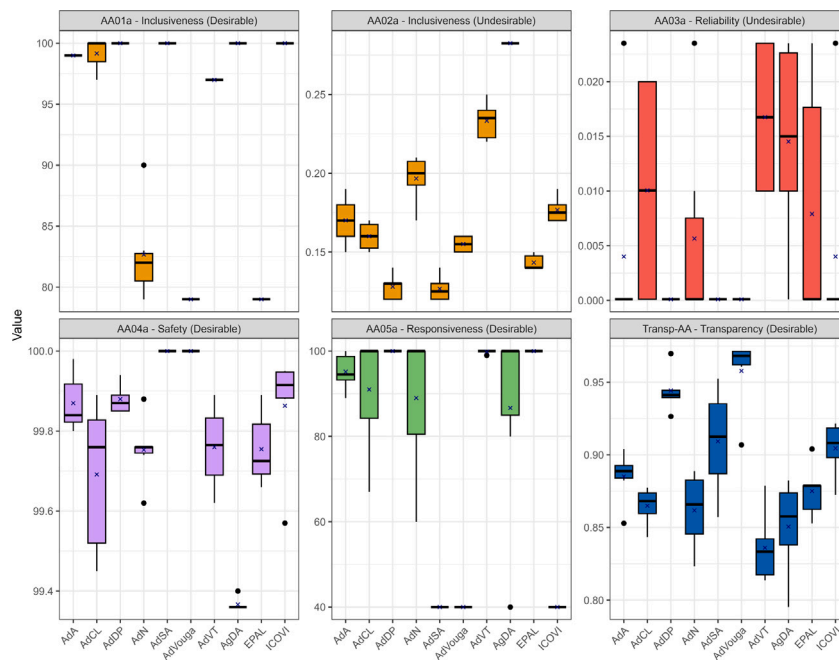 AA01a - Inclusiveness (Desirable)
AA02a - Inclusiveness (Undesirable)
AA03a - Reliability (Undesirable)
100
95
90
85
80
0.25
0.20
0.15
0.020
0.015
0.010
0.005
0.000
Value
AA04a - Safety (Desirable)
AA05a - Responsiveness (Desirable)
Transp-AA - Transparency (Desirable)
100.0
99.8
99.6
99.4
100
80
60
40
0.95
0.90
0.85
0.80
AdA AdCL AdDP AdN AdSA AdVouga AdVT AgDA EPAL ICOVI
AdA AdCL AdDP AdN AdSA AdVouga AdVT AgDA EPAL ICOVI
AdA AdCL AdDP AdN AdSA AdVouga AdVT AgDA EPAL ICOVI